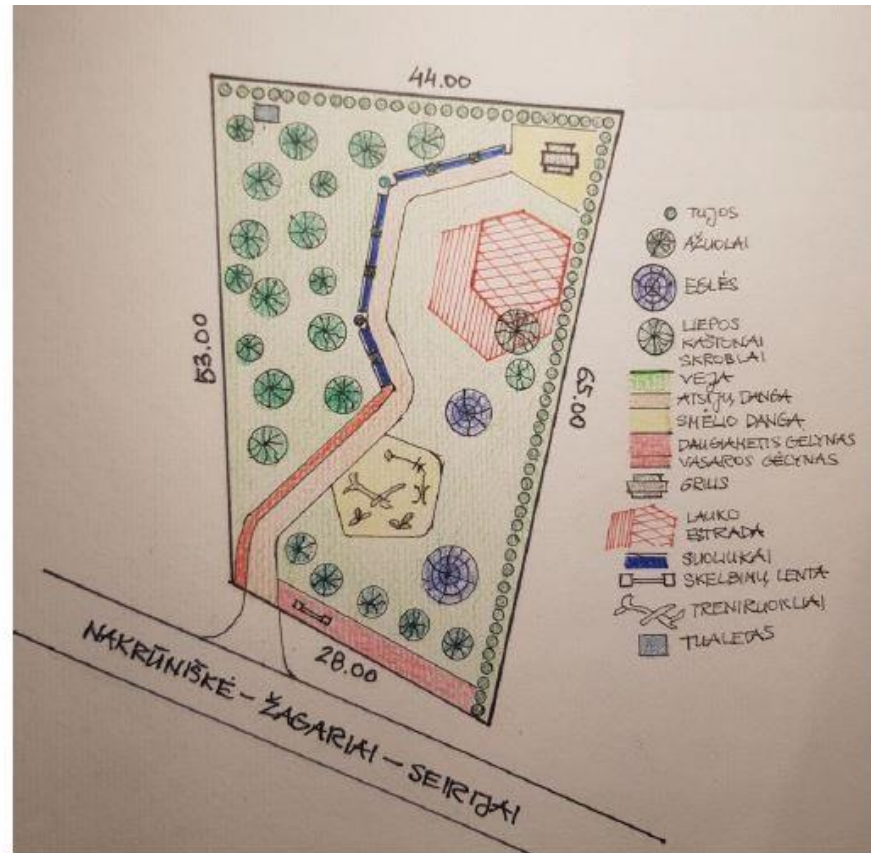 44.00
53.00
65.00
28.00
NAKRŪNIŠKĖ – ŽAGARIAI – SEIRIJAI
TUJOS
ĄŽUOLAI
EGLĖS
LIEPOS
KAŠTONAI
SKROBLAI
VEJA
ATSIJŲ DANGA
SMĖLIO DANGA
DAUGIAMETIS GĖLYNAS
VASAROS GĖLYNAS
GRILIS
LAUKO
ESTRADA
SUOLIUKAI
SKELBIMŲ LENTA
TRENIRUOKLIAI
TUALETAS